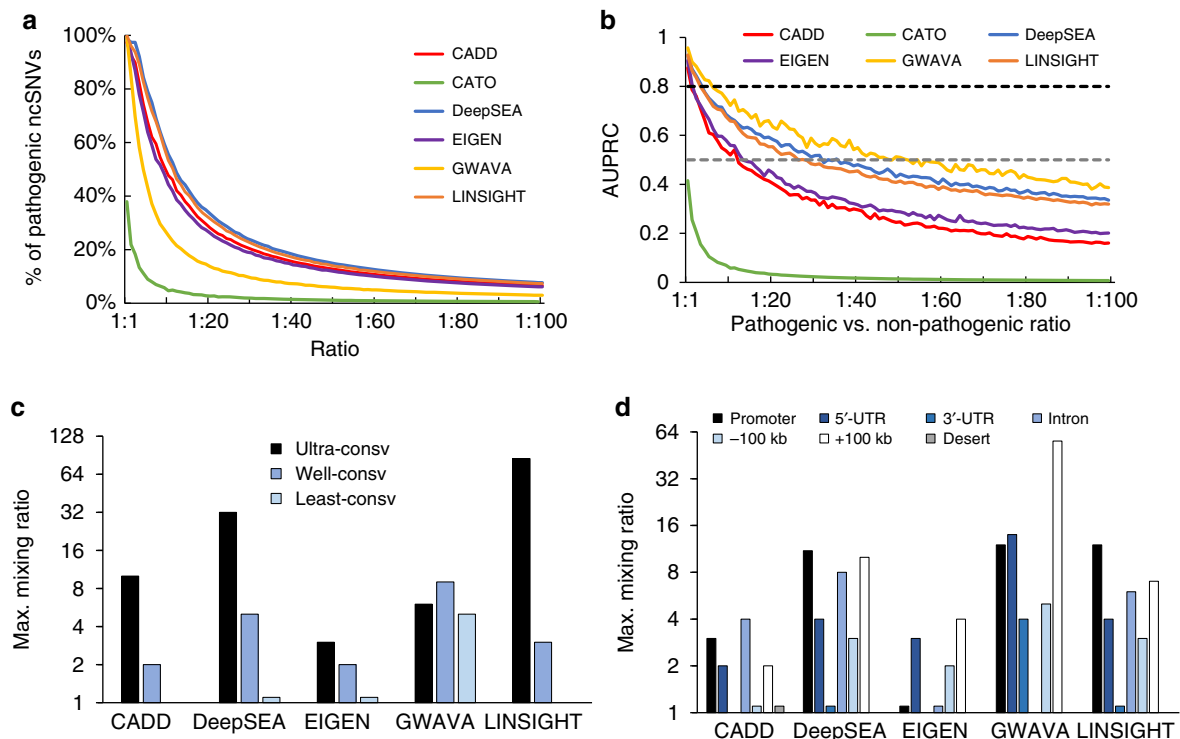 a
% of pathogenic ncSNVs
100%
80%
60%
40%
20%
0%
1:1 1:20 1:40 1:60 1:80 1:100
Ratio
CADD
CATO
DeepSEA
EIGEN
GWAVA
LINSIGHT
b
AUPRC
1
0.8
0.6
0.4
0.2
0
CADD CATO DeepSEA
EIGEN GWAVA LINSIGHT
1:1 1:20 1:40 1:60 1:80 1:100
Pathogenic vs. non-pathogenic ratio
c
Max. mixing ratio
128
64
32
16
8
4
2
1
Ultra-consv
Well-consv
Least-consv
CADD DeepSEA EIGEN GWAVA LINSIGHT
d
Promoter 5′-UTR 3′-UTR Intron
−100 kb +100 kb Desert
Max. mixing ratio
64
32
16
8
4
2
1
CADD DeepSEA EIGEN GWAVA LINSIGHT